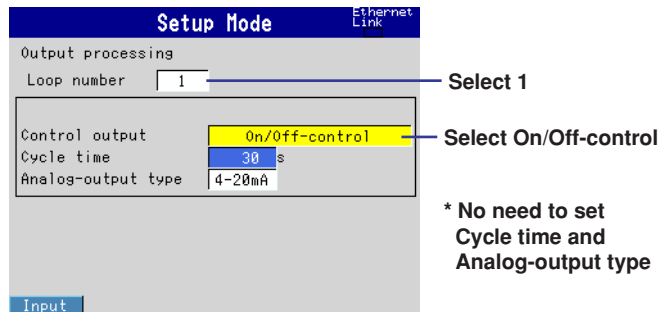 Setup Mode
Ethernet
Link
Output processing
Loop number 1
Select 1
Control output On/Off-control
Select On/Off-control
Cycle time 30 s
Analog-output type 4-20mA
* No need to set
Cycle time and
Analog-output type
Input